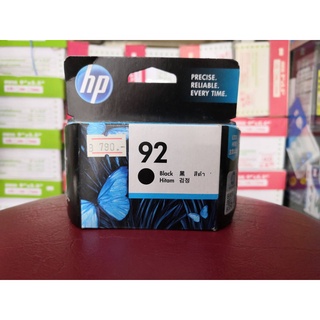 hp
PRECISE.
RELIABLE.
EVERY TIME.
92
Black 黑 สีดำ
Hitam 검정